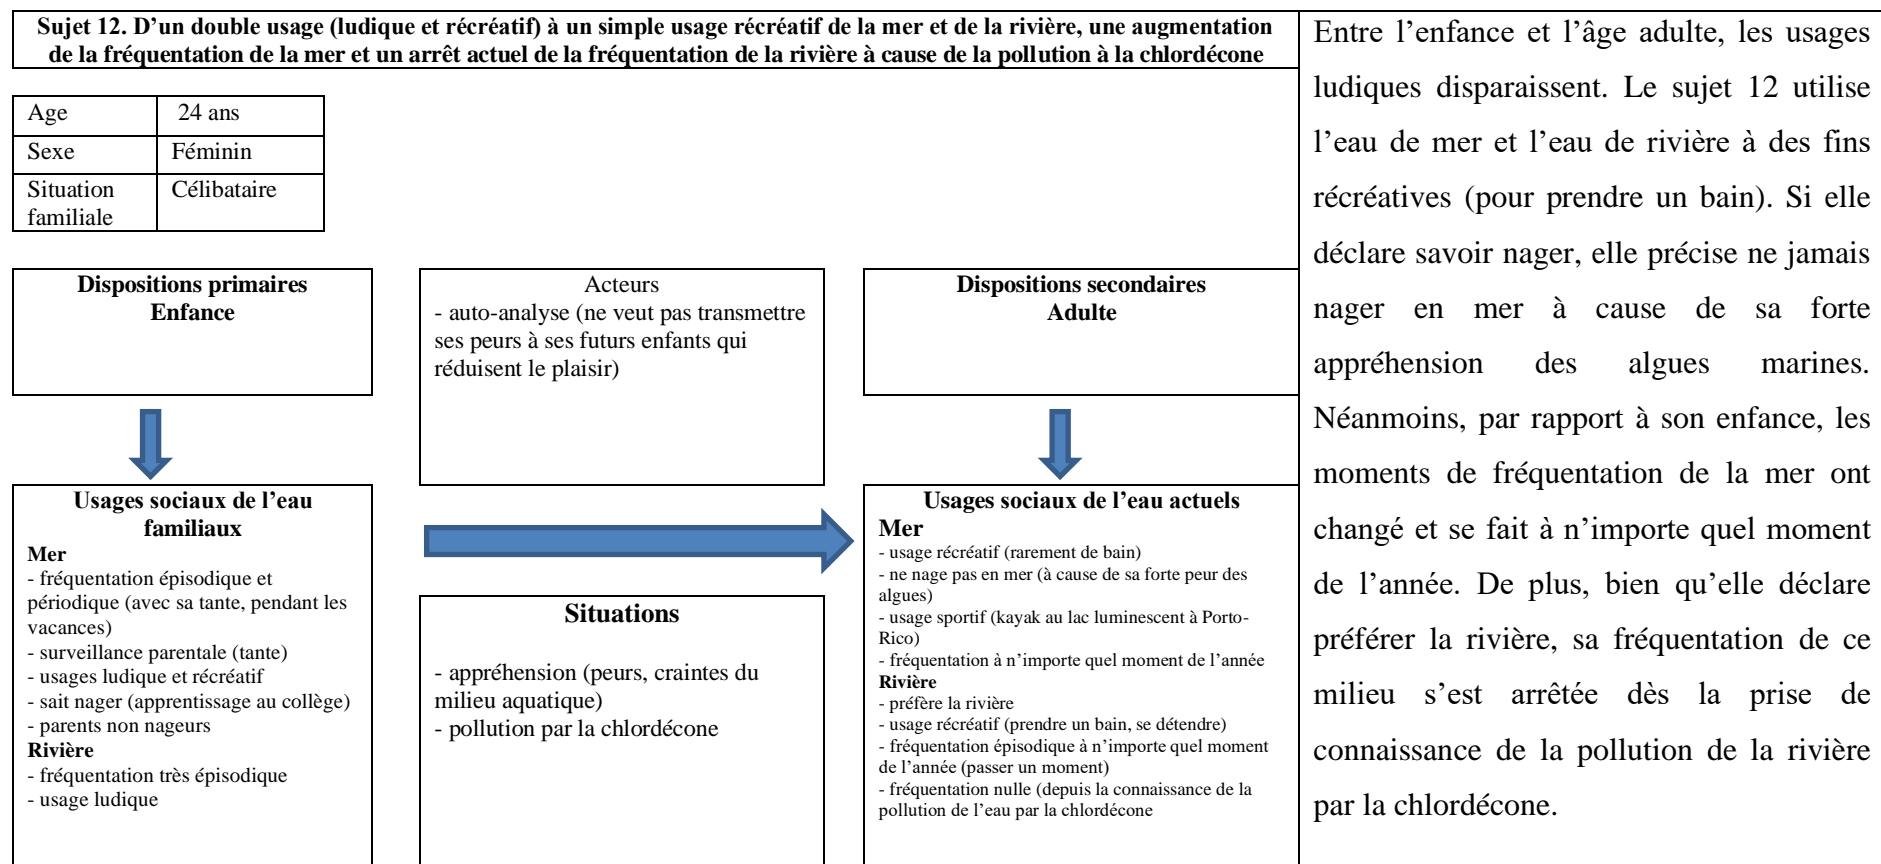 Sujet 12. D’un double usage (ludique et récréatif) à un simple usage récréatif de la mer et de la rivière, une augmentation
de la fréquentation de la mer et un arrêt actuel de la fréquentation de la rivière à cause de la pollution à la chlordécone
Age 24 ans
Sexe Féminin
Situation familiale Célibataire
Dispositions primaires
Enfance
Acteurs
- auto-analyse (ne veut pas transmettre
ses peurs à ses futurs enfants qui
réduisent le plaisir)
Dispositions secondaires
Adulte
Usages sociaux de l’eau
familiaux
Mer
- fréquentation épisodique et
périodique (avec sa tante, pendant les
vacances)
- surveillance parentale (tante)
- usages ludique et récréatif
- sait nager (apprentissage au collège)
- parents non nageurs
Rivière
- fréquentation très épisodique
- usage ludique
Situations
- appréhension (peurs, craintes du
milieu aquatique)
- pollution par la chlordécone
Usages sociaux de l’eau actuels
Mer
- usage récréatif (rarement de bain)
- ne nage pas en mer (à cause de sa forte peur des
algues)
- usage sportif (kayak au lac luminescent à Porto-
Rico)
- fréquentation à n’importe quel moment de l’année
Rivière
- préfère la rivière
- usage récréatif (prendre un bain, se détendre)
- fréquentation épisodique à n’importe quel moment
de l’année (passer un moment)
- fréquentation nulle (depuis la connaissance de la
pollution de l’eau par la chlordécone
Entre l’enfance et l’âge adulte, les usages
ludiques disparaissent. Le sujet 12 utilise
l’eau de mer et l’eau de rivière à des fins
récréatives (pour prendre un bain). Si elle
déclare savoir nager, elle précise ne jamais
nager en mer à cause de sa forte
appréhension des algues marines.
Néanmoins, par rapport à son enfance, les
moments de fréquentation de la mer ont
changé et se fait à n’importe quel moment
de l’année. De plus, bien qu’elle déclare
préférer la rivière, sa fréquentation de ce
milieu s’est arrêtée dès la prise de
connaissance de la pollution de la rivière
par la chlordécone.